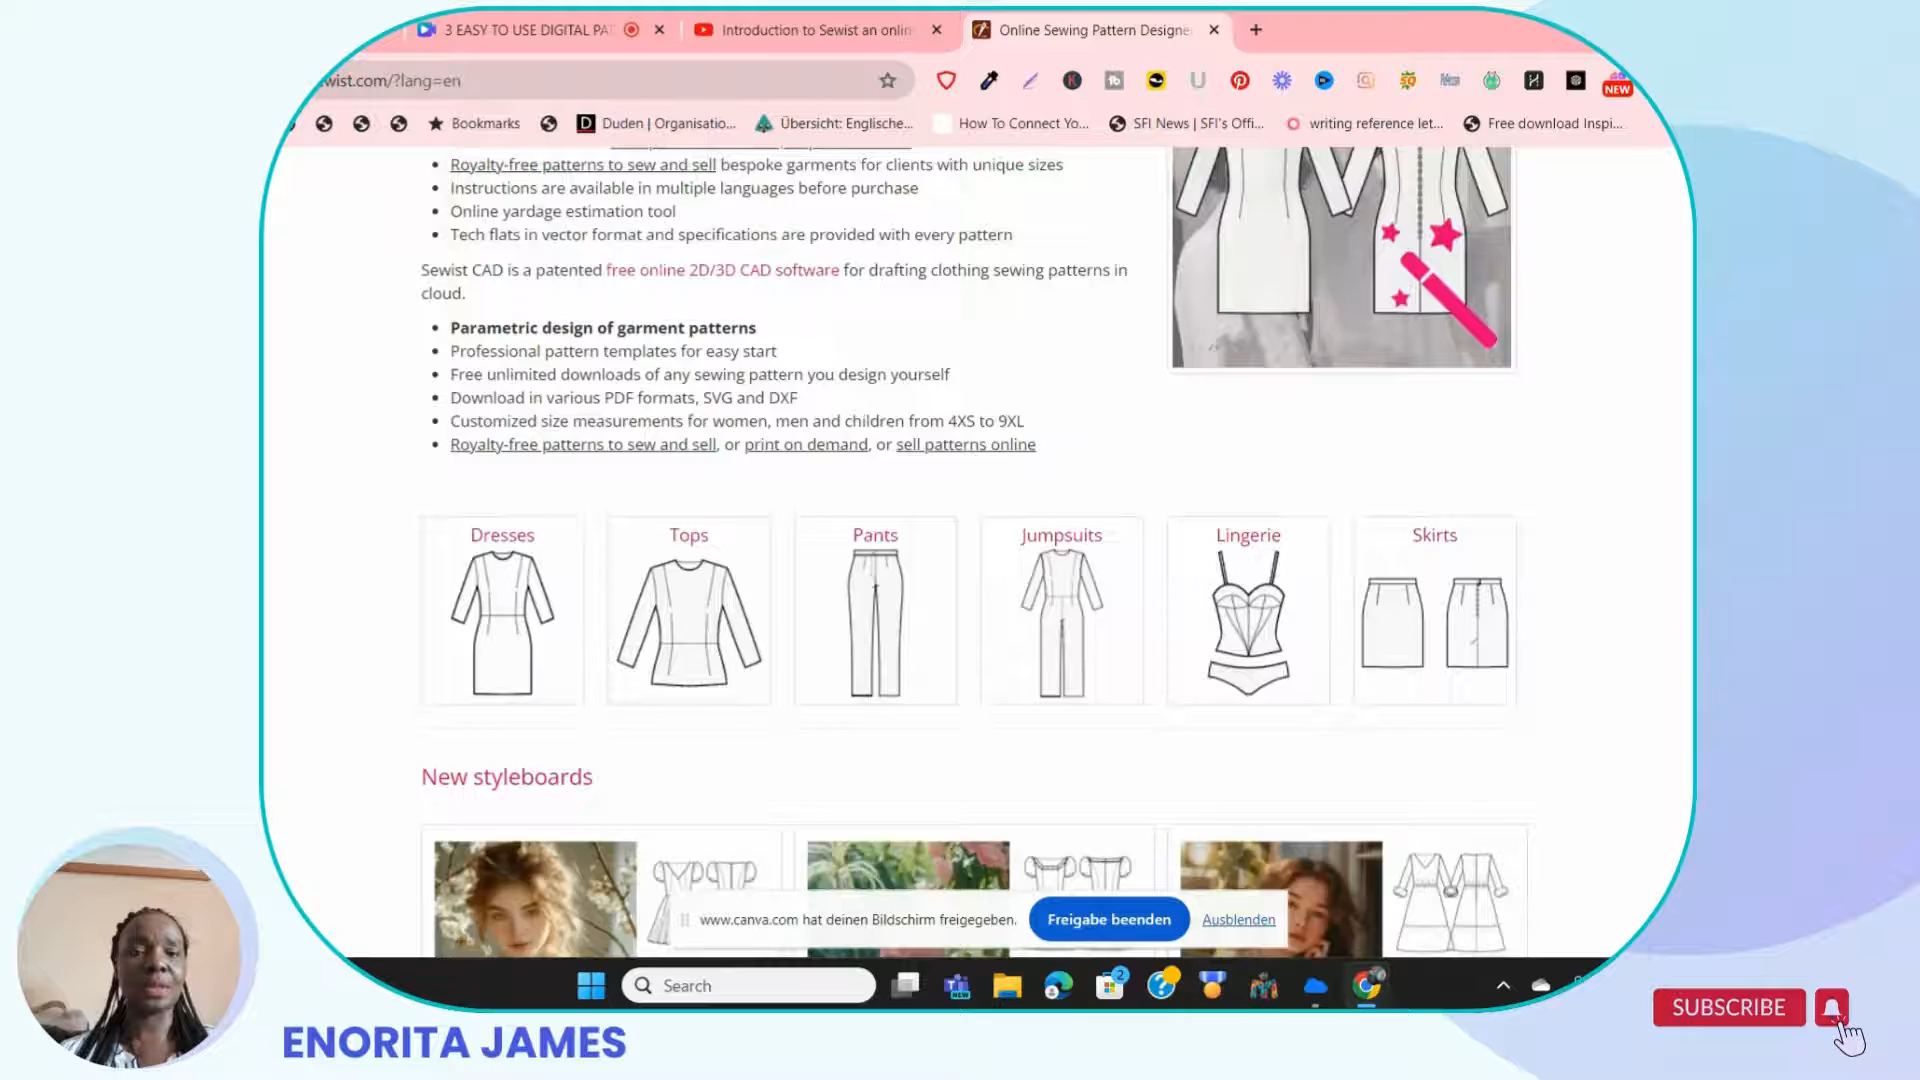 3 EASY TO USE DIGITAL PAT
Introduction to Sewist an onlin
Online Sewing Pattern Designe
wist.com/?lang=en
NEW
Bookmarks
Duden | Organisatio...
Übersicht: Englische...
How To Connect Yo...
SFI News | SFI's Offi...
writing reference let...
Free download Inspi...
Royalty-free patterns to sew and sell bespoke garments for clients with unique sizes
Instructions are available in multiple languages before purchase
Online yardage estimation tool
Tech flats in vector format and specifications are provided with every pattern
Sewist CAD is a patented free online 2D/3D CAD software for drafting clothing sewing patterns in
cloud.
Parametric design of garment patterns
Professional pattern templates for easy start
Free unlimited downloads of any sewing pattern you design yourself
Download in various PDF formats, SVG and DXF
Customized size measurements for women, men and children from 4XS to 9XL
Royalty-free patterns to sew and sell, or print on demand, or sell patterns online
Dresses
Tops
Pants
Jumpsuits
Lingerie
Skirts
New styleboards
www.canva.com hat deinen Bildschirm freigegeben.
Freigabe beenden
Ausblenden
Search
2
NEW
ENORITA JAMES
SUBSCRIBE